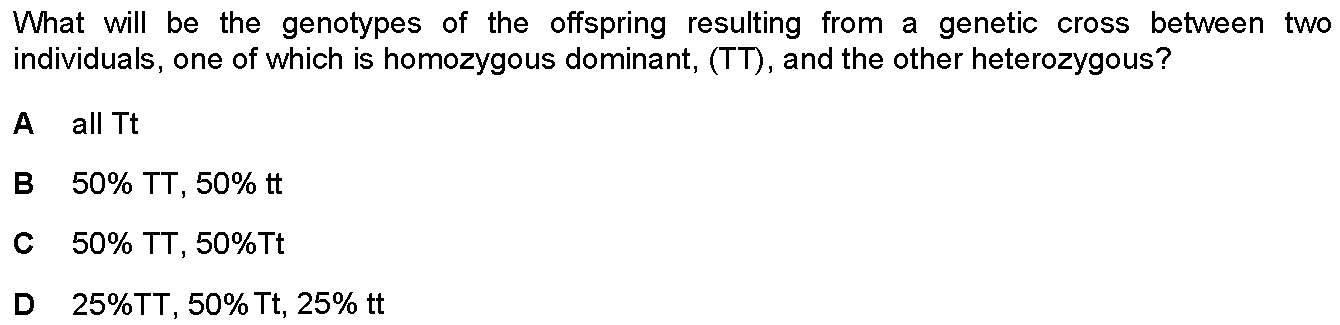 What will be the genotypes of the offspring resulting from a genetic cross between two
individuals, one of which is homozygous dominant, (TT), and the other heterozygous?
A all Tt
B 50% TT, 50% tt
C 50% TT, 50%Tt
D 25%TT, 50% Tt, 25% tt